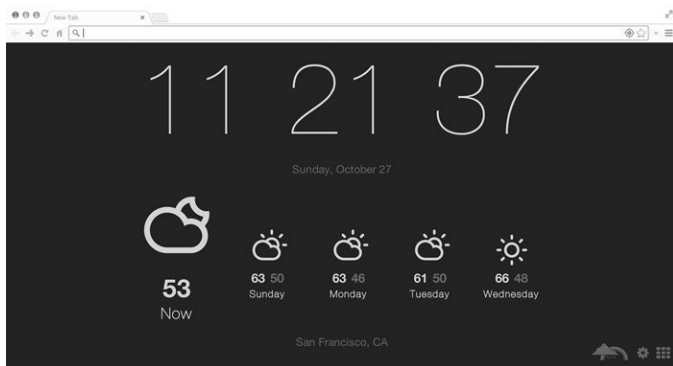 New Tab
11 21 37
Sunday, October 27
63 50 63 46 61 50 66 48
Sunday Monday Tuesday Wednesday
53
Now
San Francisco, CA